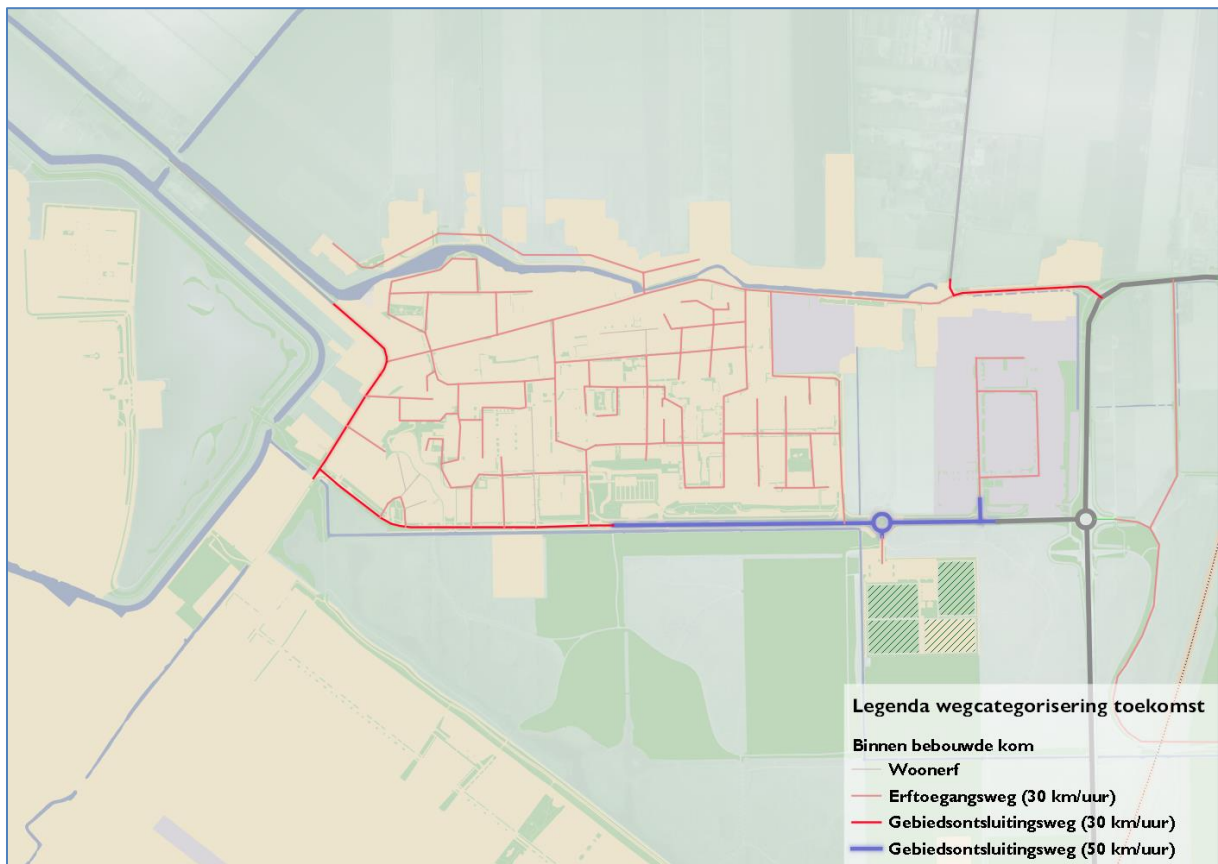 Legenda wegcategorisering toekomst
Binnen bebouwde kom
Woonerf
Erftoegangsweg (30 km/uur)
Gebiedsontsluitingsweg (30 km/uur)
Gebiedsontsluitingsweg (50 km/uur)